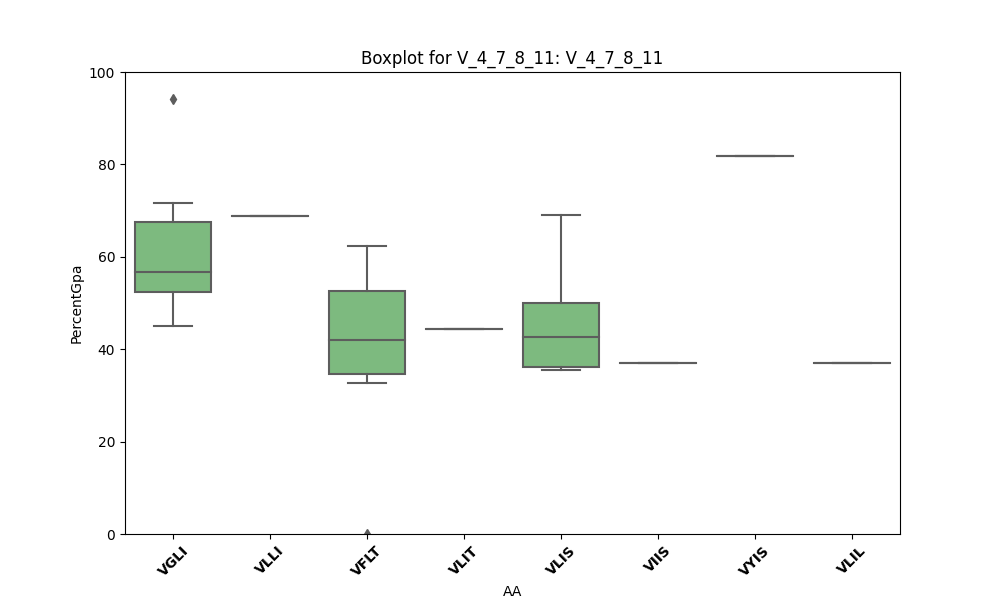 Boxplot for V_4_7_8_11: V_4_7_8_11
100
80
60
40
20
0
PercentGpa
VGLI
VLLI
VFLT
VLIT
VLIS
VIIS
VYIS
VLIL
AA